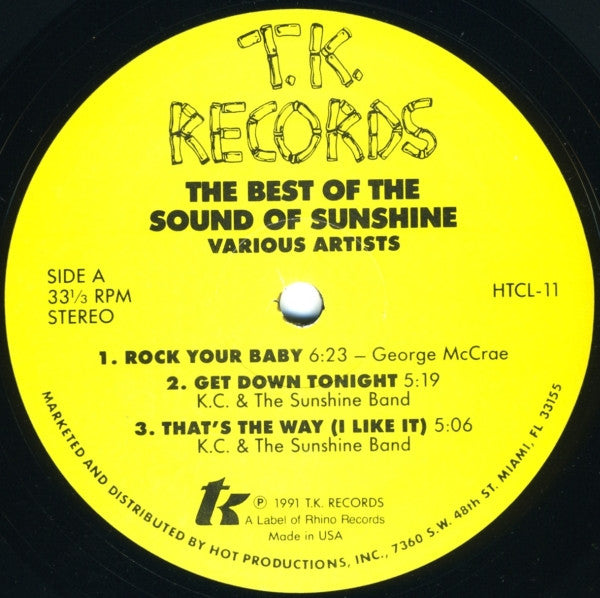 T.K.
RECORDS
THE BEST OF THE
SOUND OF SUNSHINE
VARIOUS ARTISTS
SIDE A
33⅓ RPM
STEREO
HTCL-11
1. ROCK YOUR BABY 6:23 – George McCrae
2. GET DOWN TONIGHT 5:19
K.C. & The Sunshine Band
3. THAT'S THE WAY (I LIKE IT) 5:06
K.C. & The Sunshine Band
tk
℗ 1991 T.K. RECORDS
A Label of Rhino Records
Made in USA
MARKETED AND DISTRIBUTED BY HOT PRODUCTIONS, INC., 7360 S.W. 48th ST. MIAMI, FL 33155